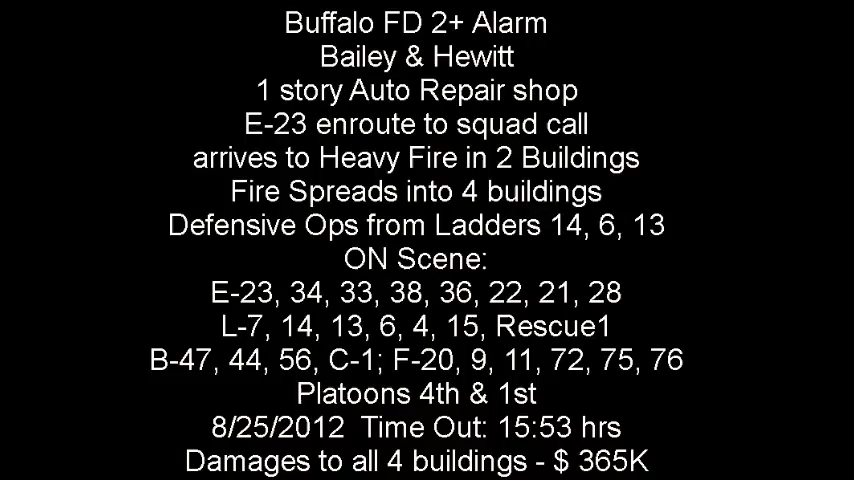 Buffalo FD 2+ Alarm
Bailey & Hewitt
1 story Auto Repair shop
E-23 enroute to squad call
arrives to Heavy Fire in 2 Buildings
Fire Spreads into 4 buildings
Defensive Ops from Ladders 14, 6, 13
ON Scene:
E-23, 34, 33, 38, 36, 22, 21, 28
L-7, 14, 13, 6, 4, 15, Rescue1
B-47, 44, 56, C-1; F-20, 9, 11, 72, 75, 76
Platoons 4th & 1st
8/25/2012  Time Out: 15:53 hrs
Damages to all 4 buildings - $ 365K